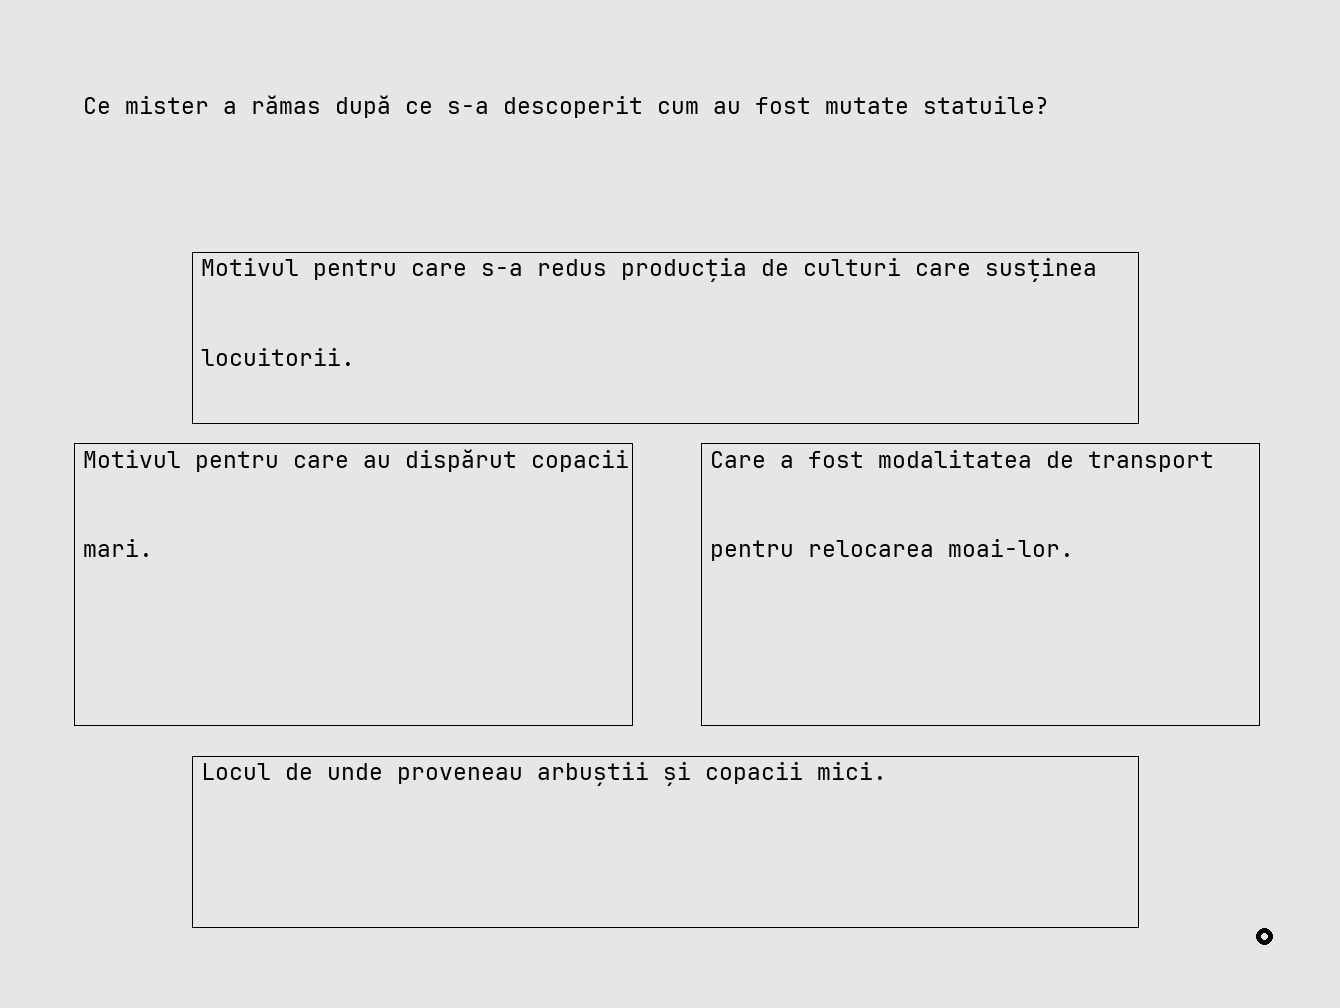 Ce mister a rămas după ce s-a descoperit cum au fost mutate statuile?
Motivul pentru care s-a redus producția de culturi care susținea
locuitorii.
Motivul pentru care au dispărut copacii
mari.
Care a fost modalitatea de transport
pentru relocarea moai-lor.
Locul de unde proveneau arbuștii și copacii mici.